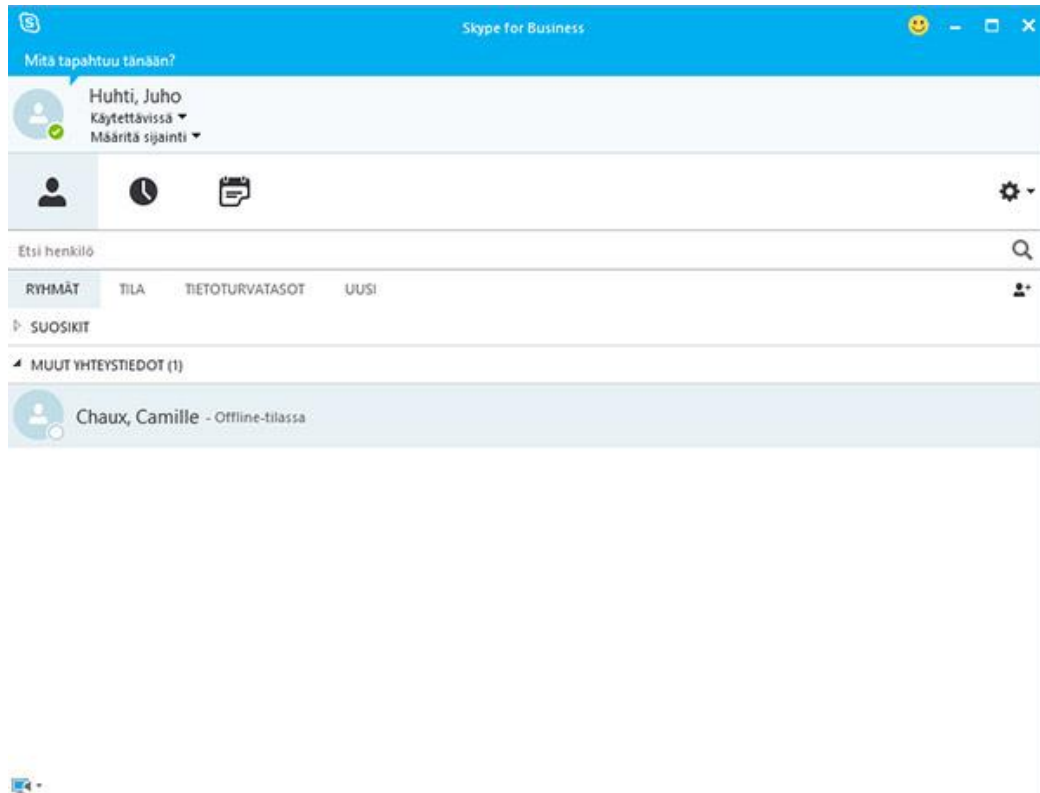 Skype for Business
Mitä tapahtuu tänään?
Huhti, Juho
Käytettävissä
Määritä sijainti
Etsi henkilö
RYHMÄT TILA TIETOTURVATASOT UUSI
SUOSIKIT
MUUT YHTEYSTIEDOT (1)
Chaux, Camille - Offline-tilassa